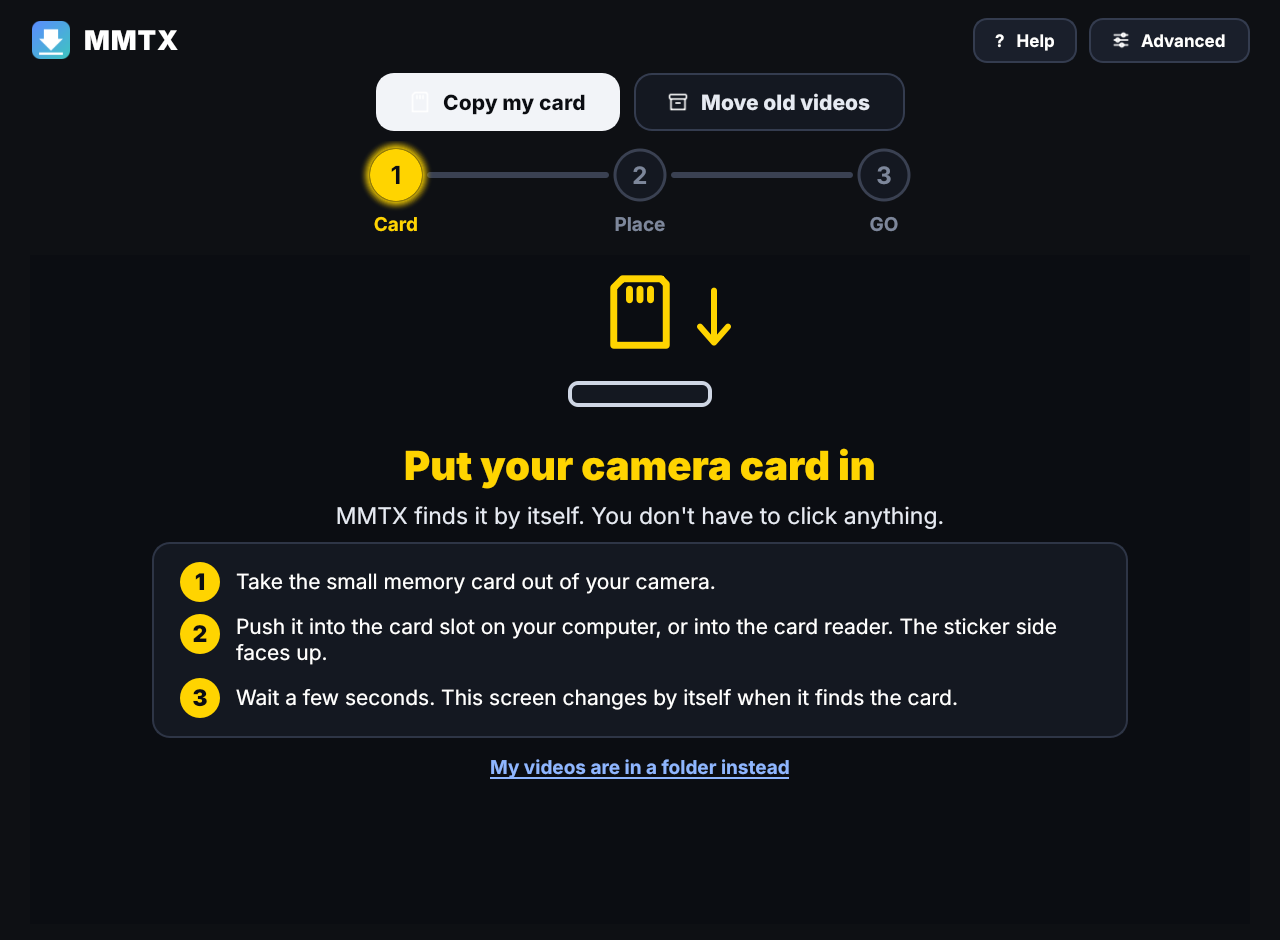 MMTX
? Help
Advanced
Copy my card
Move old videos
1
2
3
Card
Place
GO
Put your camera card in
MMTX finds it by itself. You don't have to click anything.
1 Take the small memory card out of your camera.
2 Push it into the card slot on your computer, or into the card reader. The sticker side
faces up.
3 Wait a few seconds. This screen changes by itself when it finds the card.
My videos are in a folder instead